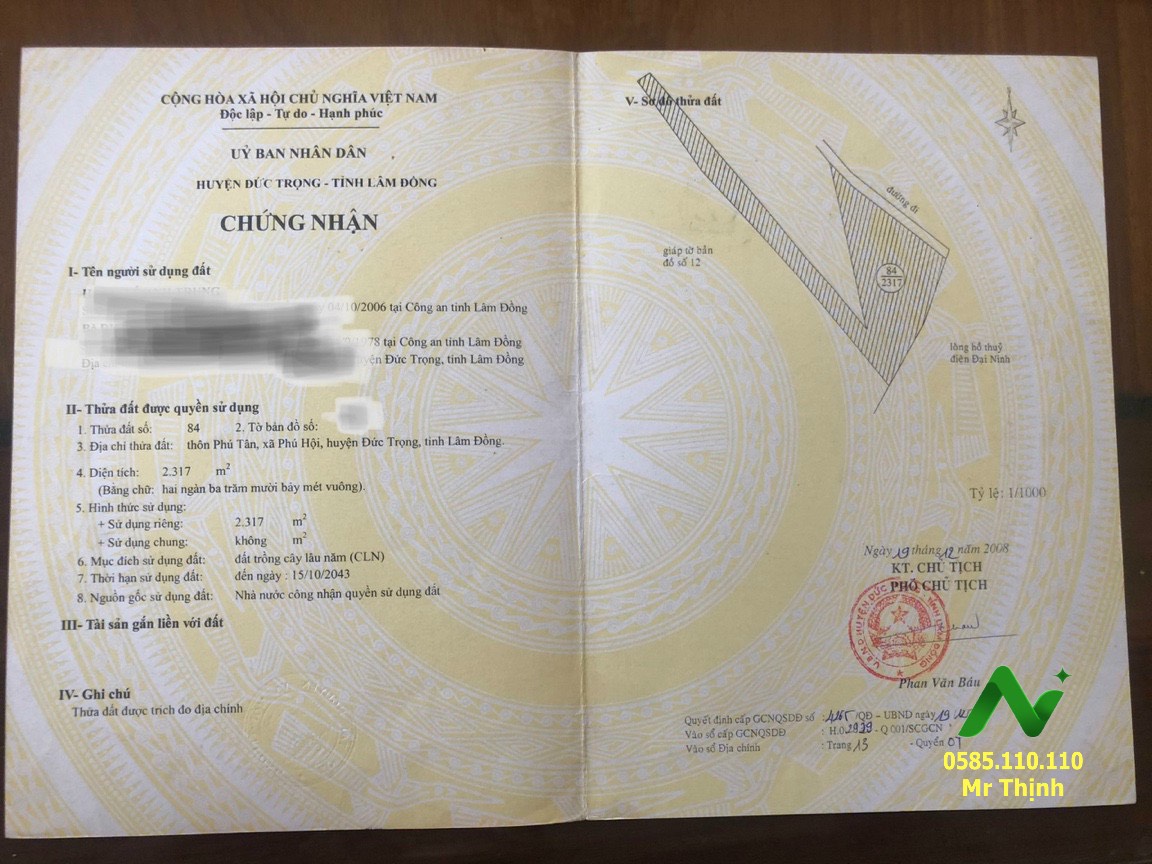 CỘNG HÒA XÃ HỘI CHỦ NGHĨA VIỆT NAM
Độc lập - Tự do - Hạnh phúc
UỶ BAN NHÂN DÂN
HUYỆN ĐỨC TRỌNG - TỈNH LÂM ĐỒNG
CHỨNG NHẬN
I- Tên người sử dụng đất
04/10/2006 tại Công an tỉnh Lâm Đồng
78 tại Công an tỉnh Lâm Đồng
Địa
yện Đức Trọng, tỉnh Lâm Đồng
II- Thửa đất được quyền sử dụng
1. Thửa đất số: 84 2. Tờ bản đồ số:
3. Địa chỉ thửa đất: thôn Phú Tân, xã Phú Hội, huyện Đức Trọng, tỉnh Lâm Đồng.
4. Diện tích: 2.317 m²
(Bằng chữ: hai ngàn ba trăm mười bảy mét vuông).
5. Hình thức sử dụng:
+ Sử dụng riêng: 2.317 m²
+ Sử dụng chung: không m²
6. Mục đích sử dụng đất: đất trồng cây lâu năm (CLN)
7. Thời hạn sử dụng đất: đến ngày : 15/10/2043
8. Nguồn gốc sử dụng đất: Nhà nước công nhận quyền sử dụng đất
III- Tài sản gắn liền với đất
IV- Ghi chú
Thửa đất được trích đo địa chính
V- Sơ đồ thửa đất
đường đi
giáp tờ bản
đồ số 12
84
2317
lòng hồ thuỷ
điện Đại Ninh
Tỷ lệ: 1/1000
Ngày 19 tháng 12 năm 2008
KT. CHỦ TỊCH
PHÓ CHỦ TỊCH
Phan Văn Báu
Quyết định cấp GCNQSDĐ số : /QĐ - UBND ngày 19
Vào sổ cấp GCNQSDĐ : H.0 - Q 001/SCGCN
Vào sổ Địa chính : Trang 13 - Quyển 07
0585.110.110
Mr Thịnh